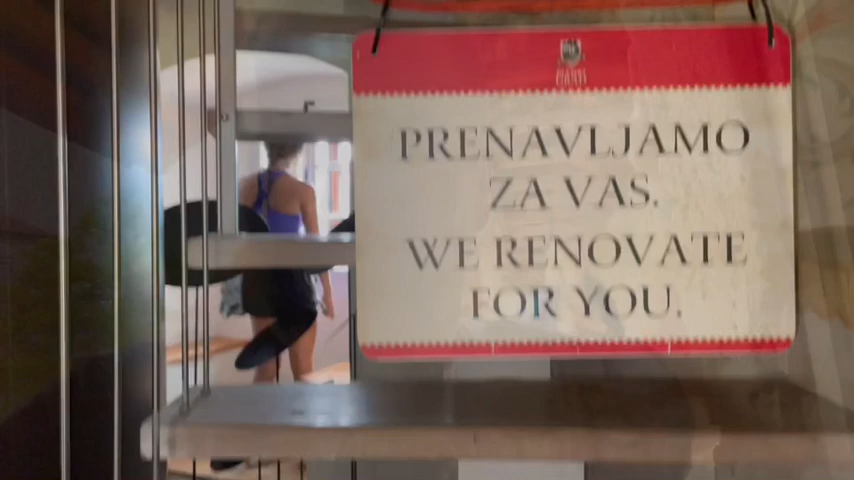 PRENAVLJAMO
ZA VAS.
WE RENOVATE
FOR YOU.